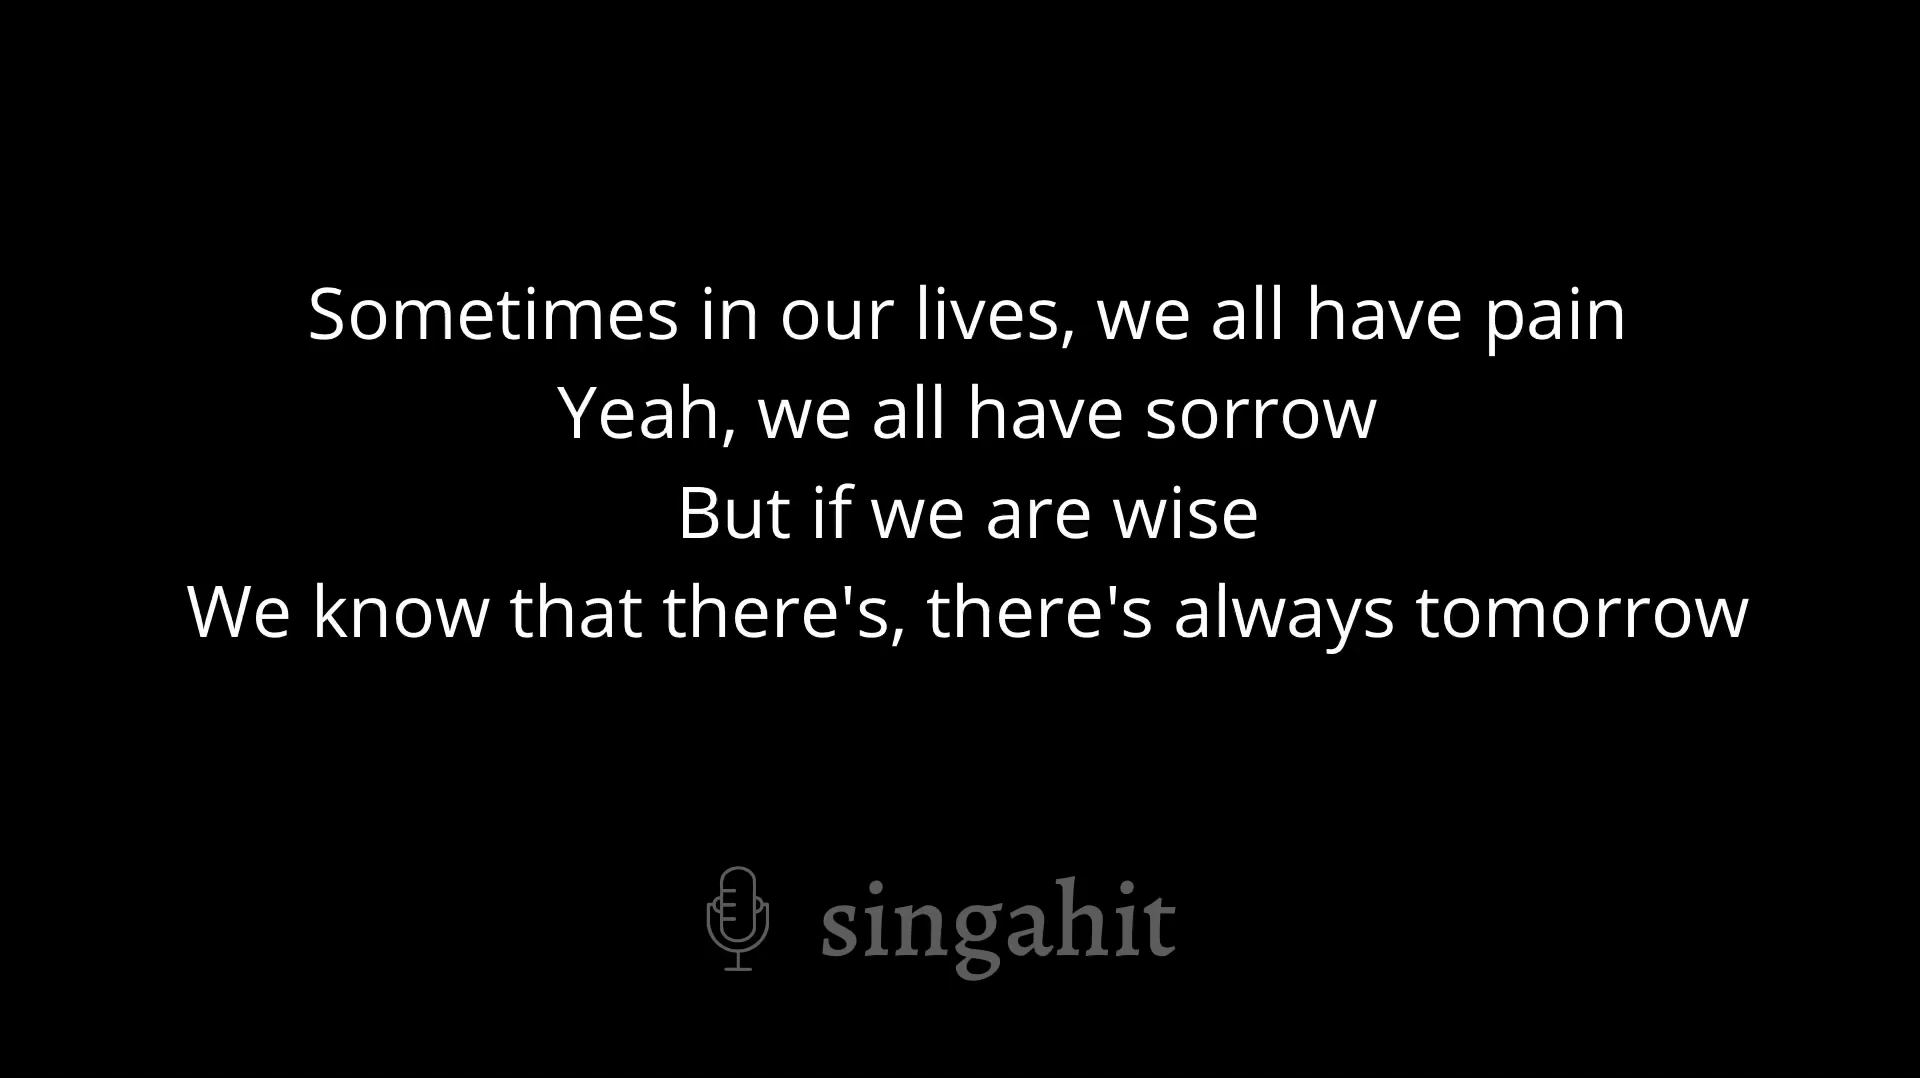 Sometimes in our lives, we all have pain
Yeah, we all have sorrow
But if we are wise
We know that there's, there's always tomorrow
singahit